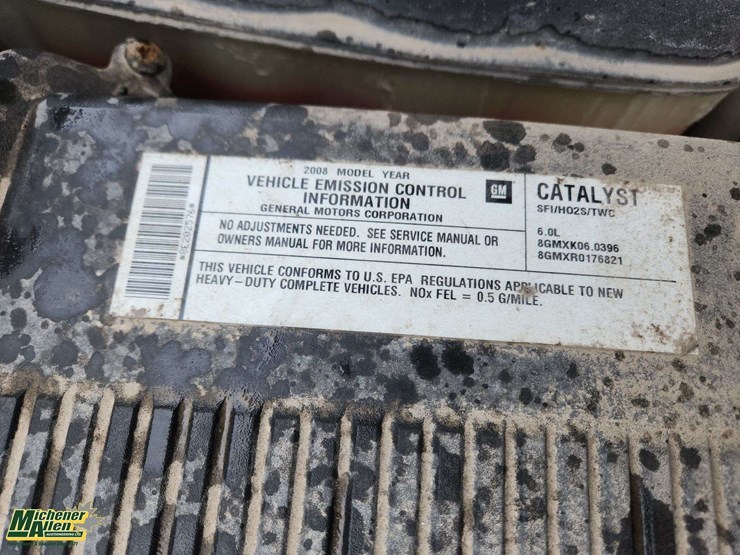 2008 MODEL YEAR
VEHICLE EMISSION CONTROL
INFORMATION
GENERAL MOTORS CORPORATION
GM
CATALYST
SFI/HO2S/TWC
NO ADJUSTMENTS NEEDED. SEE SERVICE MANUAL OR
OWNERS MANUAL FOR MORE INFORMATION.
6.0L
8GMXK06.0396
8GMXR0176821
THIS VEHICLE CONFORMS TO U.S. EPA REGULATIONS APPLICABLE TO NEW
HEAVY-DUTY COMPLETE VEHICLES. NOx FEL = 0.5 G/MILE.
Michener
Allen
AUCTIONEERING LTD.